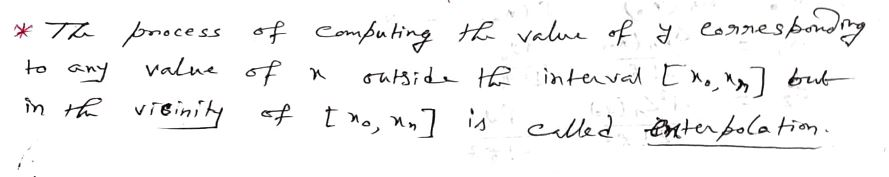 * The process of computing the value of y corresponding
to any value of x outside the interval [x₀, xₙ] but
in the vicinity of [x₀, xₙ] is called exterpolation.